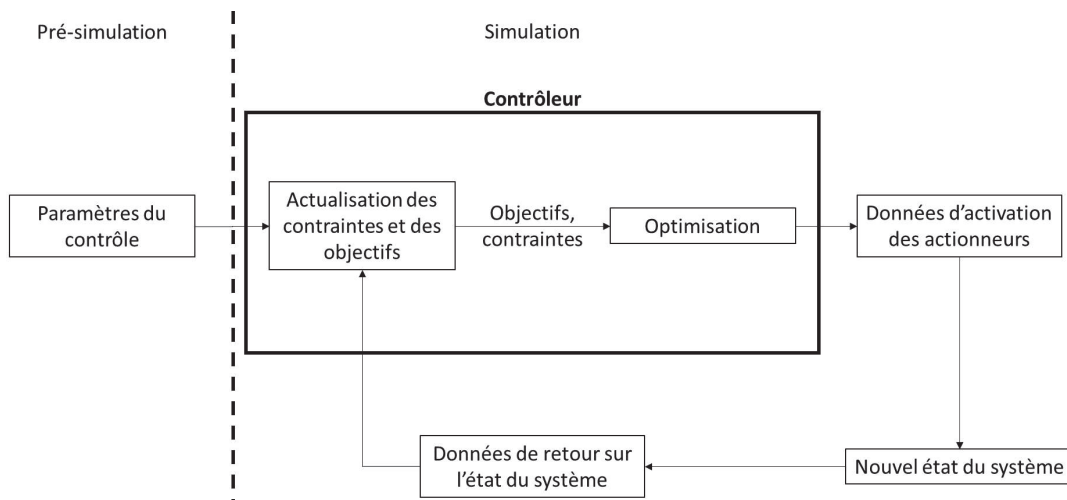 Pré-simulation
Simulation
Contrôleur
Paramètres du
contrôle
Actualisation des
contraintes et des
objectifs
Objectifs,
contraintes
Optimisation
Données d’activation
des actionneurs
Données de retour sur
l’état du système
Nouvel état du système